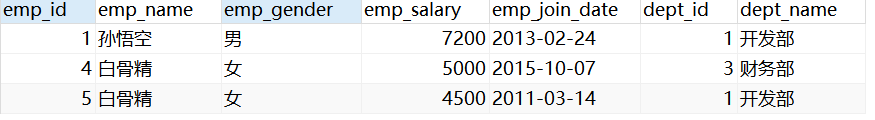 emp_id emp_name emp_gender emp_salary emp_join_date dept_id dept_name
1 孙悟空 男 7200 2013-02-24 1 开发部
4 白骨精 女 5000 2015-10-07 3 财务部
5 白骨精 女 4500 2011-03-14 1 开发部